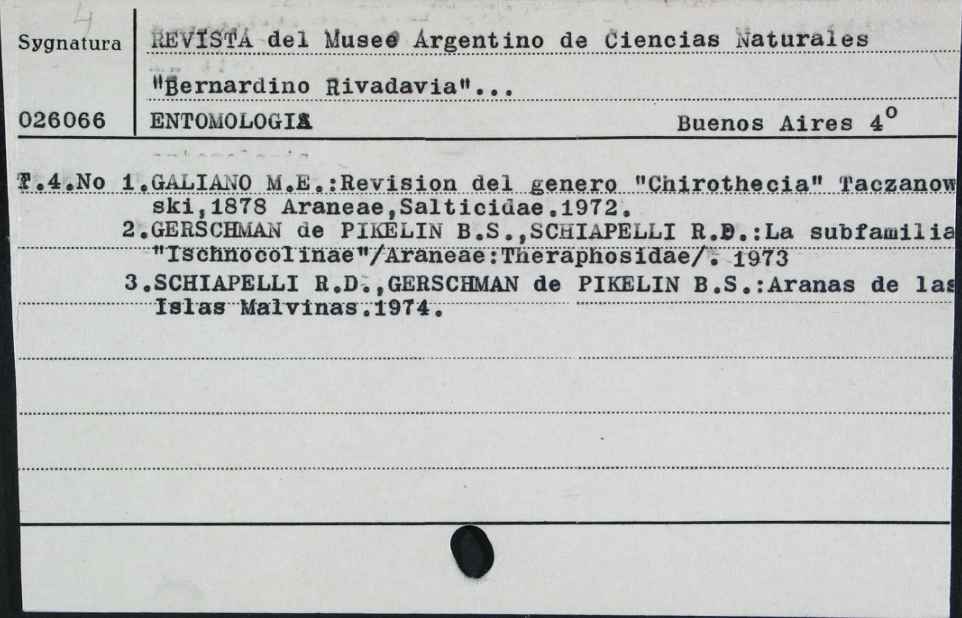 4
Sygnatura
REVISTA del Museo Argentino de Ciencias Naturales
"Bernardino Rivadavia"...
026066
ENTOMOLOGIA
Buenos Aires 4º
T.4.No 1.GALIANO M.E.:Revision del genero "Chirothecia" Taczanow
ski,1878 Araneae,Salticidae.1972.
2.GERSCHMAN de PIKELIN B.S.,SCHIAPELLI R.D.:La subfamilia
"Ischnocolinae"/Araneae:Theraphosidae/. 1973
3.SCHIAPELLI R.D.,GERSCHMAN de PIKELIN B.S.:Aranas de las
Islas Malvinas.1974.